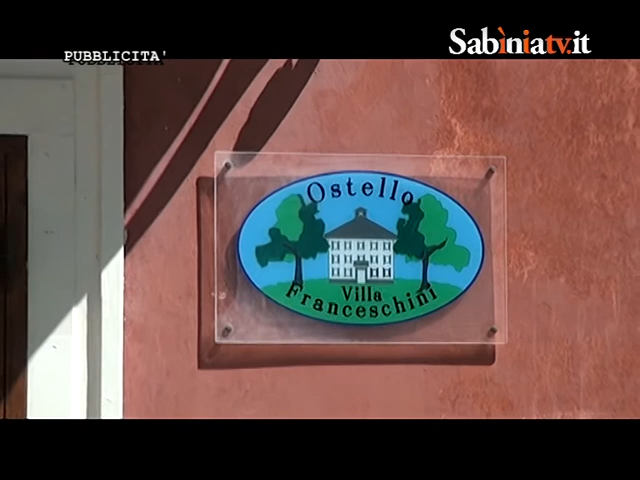 Sabìniatv.it
PUBBLICITA'
Ostello
Villa
Franceschini